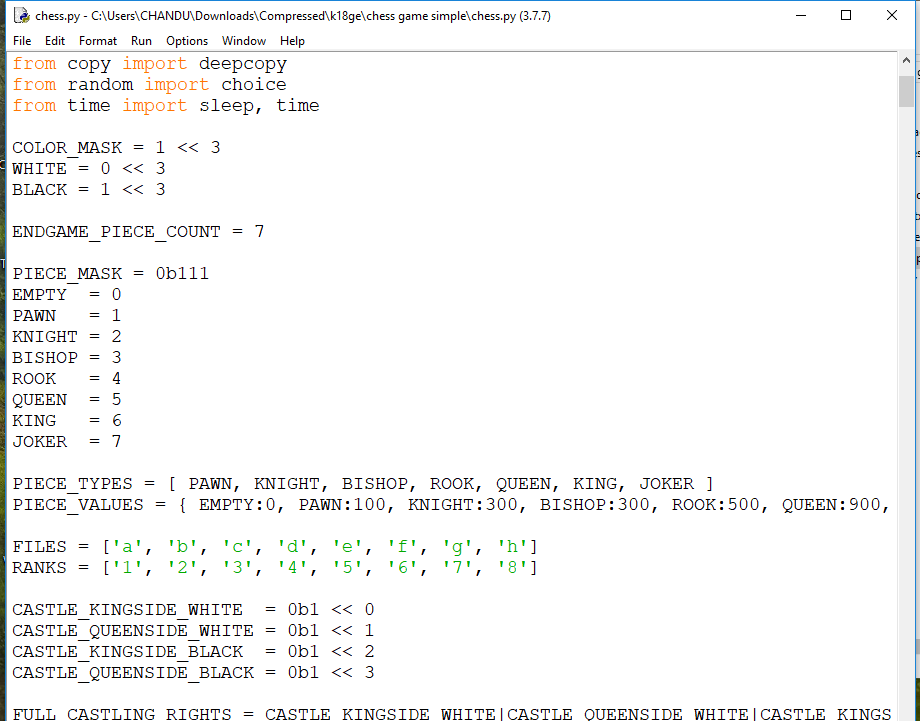 chess.py - C:\Users\CHANDU\Downloads\Compressed\k18ge\chess game simple\chess.py (3.7.7)
File Edit Format Run Options Window Help
from copy import deepcopy
from random import choice
from time import sleep, time
COLOR_MASK = 1 << 3
WHITE = 0 << 3
BLACK = 1 << 3
ENDGAME_PIECE_COUNT = 7
PIECE_MASK = 0b111
EMPTY  = 0
PAWN   = 1
KNIGHT = 2
BISHOP = 3
ROOK   = 4
QUEEN  = 5
KING   = 6
JOKER  = 7
PIECE_TYPES = [ PAWN, KNIGHT, BISHOP, ROOK, QUEEN, KING, JOKER ]
PIECE_VALUES = { EMPTY:0, PAWN:100, KNIGHT:300, BISHOP:300, ROOK:500, QUEEN:900,
FILES = ['a', 'b', 'c', 'd', 'e', 'f', 'g', 'h']
RANKS = ['1', '2', '3', '4', '5', '6', '7', '8']
CASTLE_KINGSIDE_WHITE  = 0b1 << 0
CASTLE_QUEENSIDE_WHITE = 0b1 << 1
CASTLE_KINGSIDE_BLACK  = 0b1 << 2
CASTLE_QUEENSIDE_BLACK = 0b1 << 3
FULL_CASTLING_RIGHTS = CASTLE_KINGSIDE_WHITE|CASTLE_QUEENSIDE_WHITE|CASTLE_KINGS